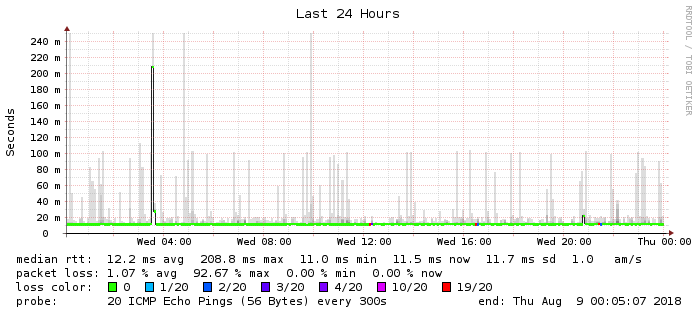 Last 24 Hours
RRDTOOL / TOBI OETIKER
Seconds
240 m
220 m
200 m
180 m
160 m
140 m
120 m
100 m
80 m
60 m
40 m
20 m
0
Wed 04:00 Wed 08:00 Wed 12:00 Wed 16:00 Wed 20:00 Thu 00:00
median rtt: 12.2 ms avg 208.8 ms max 11.0 ms min 11.5 ms now 11.7 ms sd 1.0 am/s
packet loss: 1.07 % avg 92.67 % max 0.00 % min 0.00 % now
loss color: 0 1/20 2/20 3/20 4/20 10/20 19/20
probe: 20 ICMP Echo Pings (56 Bytes) every 300s end: Thu Aug 9 00:05:07 2018